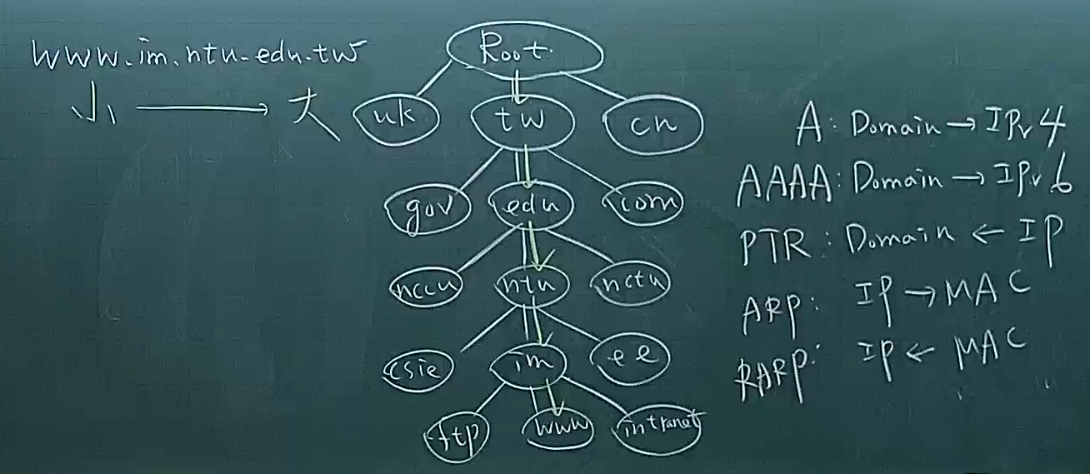 www.im.ntu.edu.tw
小 → 大
Root
uk tw cn
gov edu com
nccu ntu nctu
csie im ee
ftp www intranet
A: Domain → IPv4
AAAA: Domain → IPv6
PTR: Domain ← IP
ARP: IP → MAC
RARP: IP ← MAC